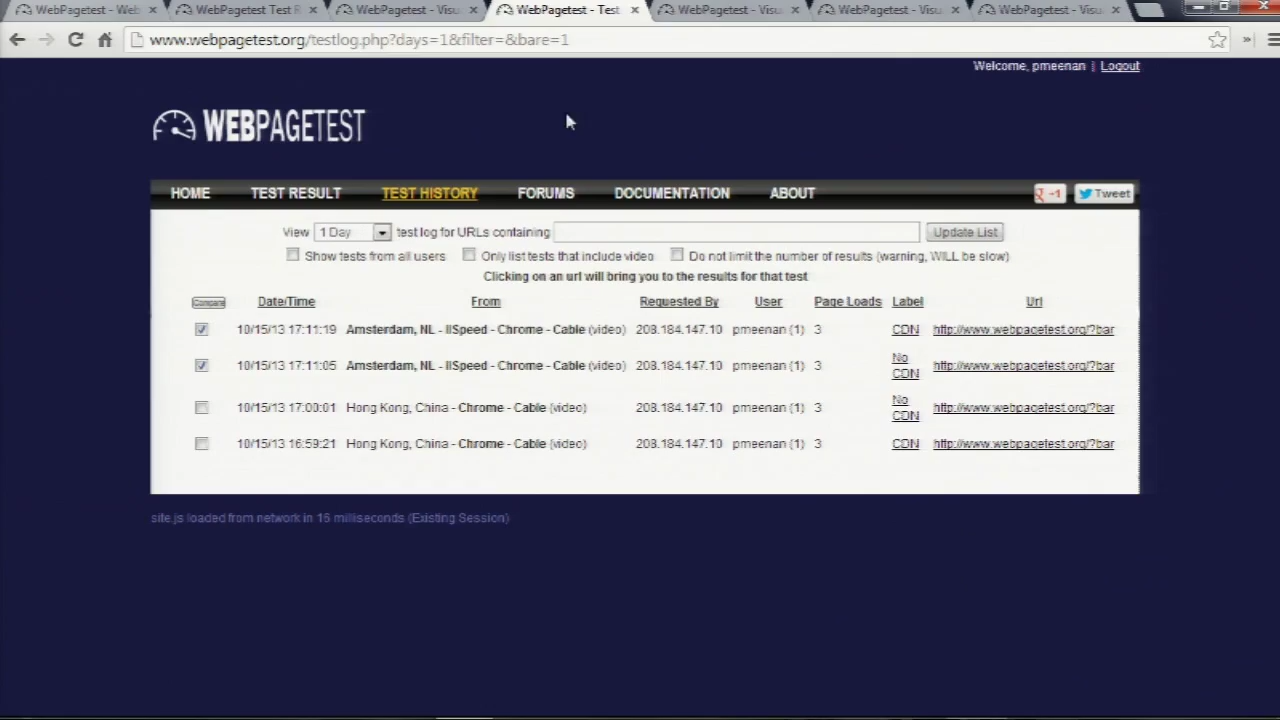 WebPagetest - Web
WebPagetest Test R
WebPagetest - Visu
WebPagetest - Test
WebPagetest - Visu
WebPagetest - Visu
WebPagetest - Visu
www.webpagetest.org/testlog.php?days=1&filter=&bare=1
Welcome, pmeenan | Logout
WEBPAGETEST
HOME TEST RESULT TEST HISTORY FORUMS DOCUMENTATION ABOUT +1 Tweet
View 1 Day test log for URLs containing Update List
Show tests from all users Only list tests that include video Do not limit the number of results (warning, WILL be slow)
Clicking on an url will bring you to the results for that test
Compare Date/Time From Requested By User Page Loads Label Url
10/15/13 17:11:19 Amsterdam, NL - IISpeed - Chrome - Cable (video) 208.184.147.10 pmeenan (1) 3 CDN http://www.webpagetest.org/?bar
10/15/13 17:11:05 Amsterdam, NL - IISpeed - Chrome - Cable (video) 208.184.147.10 pmeenan (1) 3 No CDN http://www.webpagetest.org/?bar
10/15/13 17:00:01 Hong Kong, China - Chrome - Cable (video) 208.184.147.10 pmeenan (1) 3 No CDN http://www.webpagetest.org/?bar
10/15/13 16:59:21 Hong Kong, China - Chrome - Cable (video) 208.184.147.10 pmeenan (1) 3 CDN http://www.webpagetest.org/?bar
site.js loaded from network in 16 milliseconds (Existing Session)